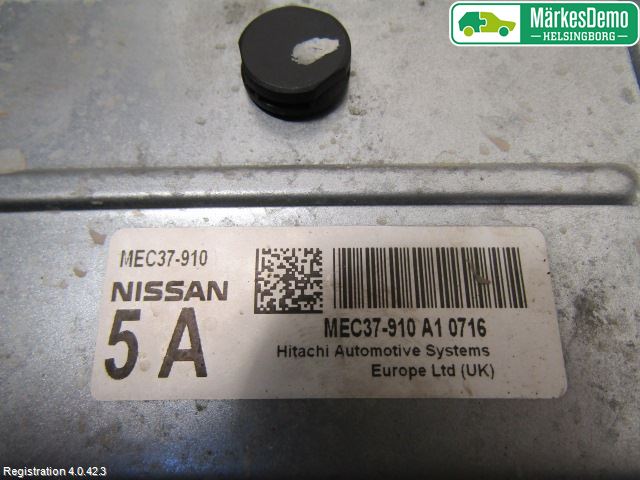 MärkesDemo
HELSINGBORG
MEC37-910
NISSAN
5 A
MEC37-910 A1 0716
Hitachi Automotive Systems
Europe Ltd (UK)
Registration 4.0.42.3